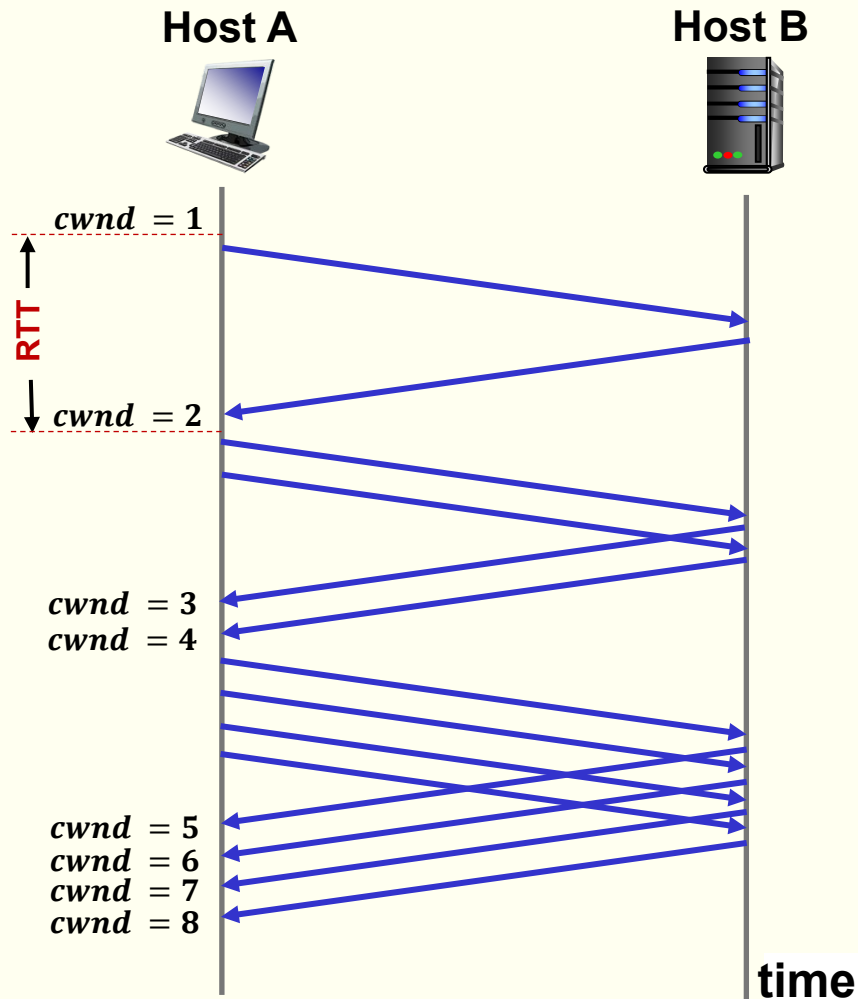 Host A
Host B
cwnd = 1
RTT
cwnd = 2
cwnd = 3
cwnd = 4
cwnd = 5
cwnd = 6
cwnd = 7
cwnd = 8
time